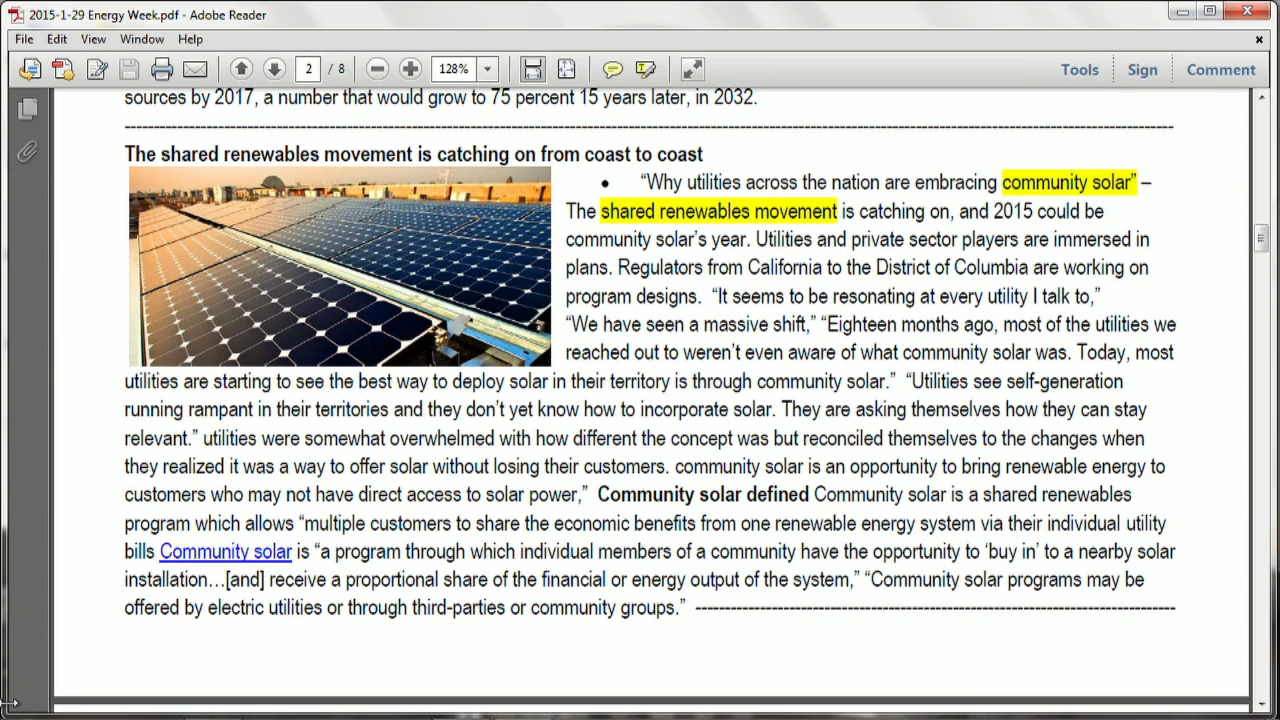 2015-1-29 Energy Week.pdf - Adobe Reader
File Edit View Window Help
2 / 8 128% Tools Sign Comment
sources by 2017, a number that would grow to 75 percent 15 years later, in 2032.
The shared renewables movement is catching on from coast to coast
• “Why utilities across the nation are embracing community solar” –
The shared renewables movement is catching on, and 2015 could be
community solar’s year. Utilities and private sector players are immersed in
plans. Regulators from California to the District of Columbia are working on
program designs. “It seems to be resonating at every utility I talk to,”
“We have seen a massive shift,” “Eighteen months ago, most of the utilities we
reached out to weren’t even aware of what community solar was. Today, most
utilities are starting to see the best way to deploy solar in their territory is through community solar.” “Utilities see self-generation
running rampant in their territories and they don’t yet know how to incorporate solar. They are asking themselves how they can stay
relevant.” utilities were somewhat overwhelmed with how different the concept was but reconciled themselves to the changes when
they realized it was a way to offer solar without losing their customers. community solar is an opportunity to bring renewable energy to
customers who may not have direct access to solar power,” Community solar defined Community solar is a shared renewables
program which allows “multiple customers to share the economic benefits from one renewable energy system via their individual utility
bills Community solar is “a program through which individual members of a community have the opportunity to ‘buy in’ to a nearby solar
installation…[and] receive a proportional share of the financial or energy output of the system,” “Community solar programs may be
offered by electric utilities or through third-parties or community groups.”